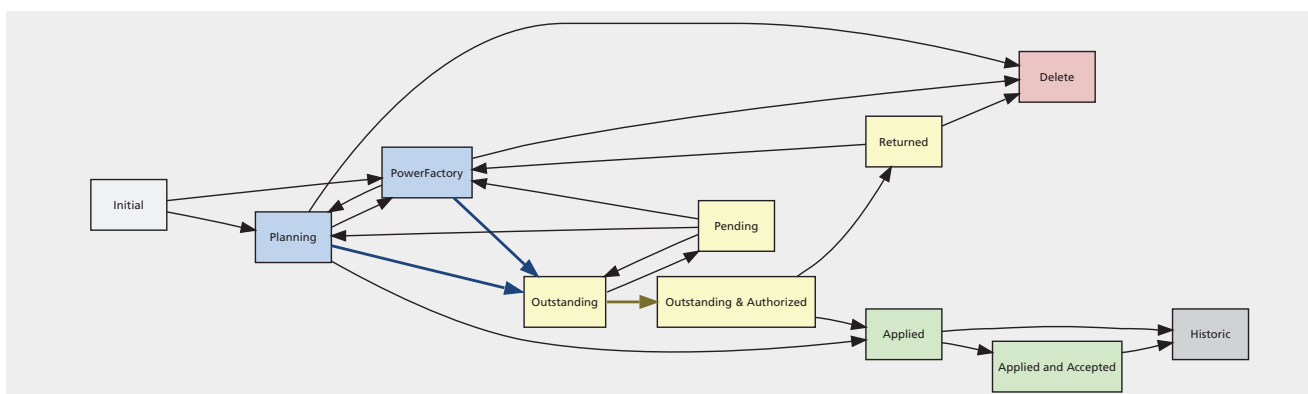 Delete
Returned
PowerFactory
Initial
Planning
Pending
Outstanding
Outstanding & Authorized
Applied
Historic
Applied and Accepted